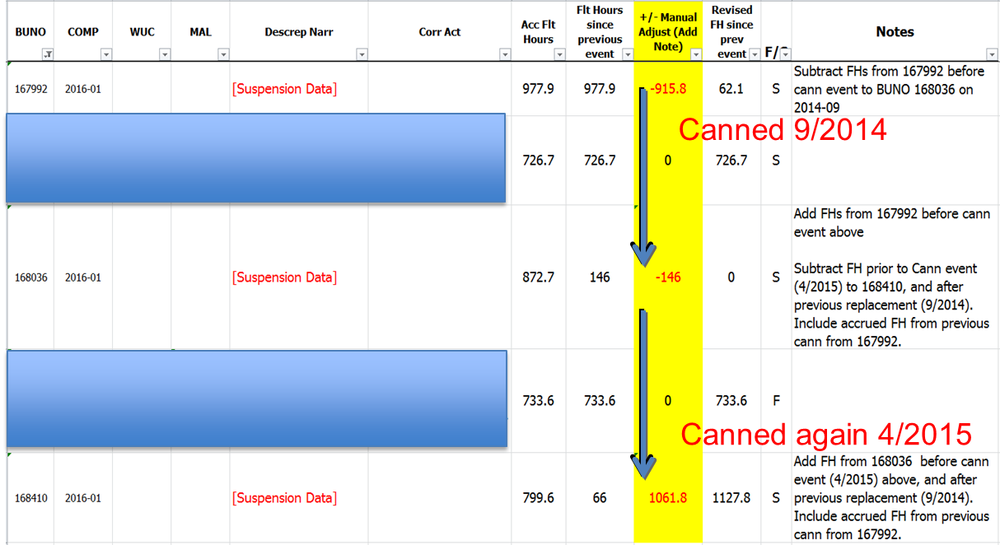 BUNO COMP WUC MAL Descrep Narr Corr Act Acc Flt Hours Flt Hours since previous event +/- Manual Adjust (Add Note) Revised FH since prev event F/S Notes
167992 2016-01 [Suspension Data] 977.9 977.9 -915.8 62.1 S
Subtract FHs from 167992 before
cann event to BUNO 168036 on
2014-09
Canned 9/2014
726.7 726.7 0 726.7 S
168036 2016-01 [Suspension Data] 872.7 146 -146 0 S
Add FHs from 167992 before cann
event above
Subtract FH prior to Cann event
(4/2015) to 168410, and after
previous replacement (9/2014).
Include accrued FH from previous
cann from 167992.
733.6 733.6 0 733.6 F
Canned again 4/2015
168410 2016-01 [Suspension Data] 799.6 66 1061.8 1127.8 S
Add FH from 168036 before cann
event (4/2015) above, and after
previous replacement (9/2014).
Include accrued FH from previous
cann from 167992.